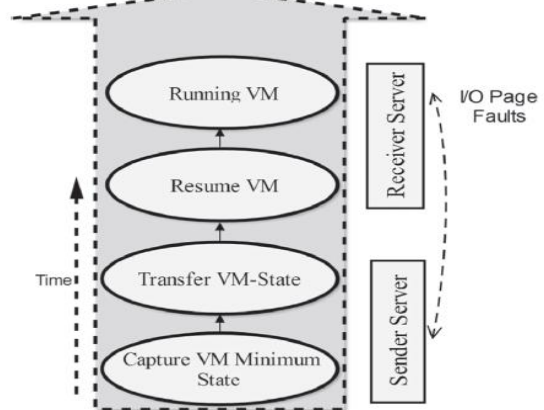 Running VM
Receiver Server
I/O Page
Faults
Resume VM
Time
Transfer VM-State
Sender Server
Capture VM Minimum
State